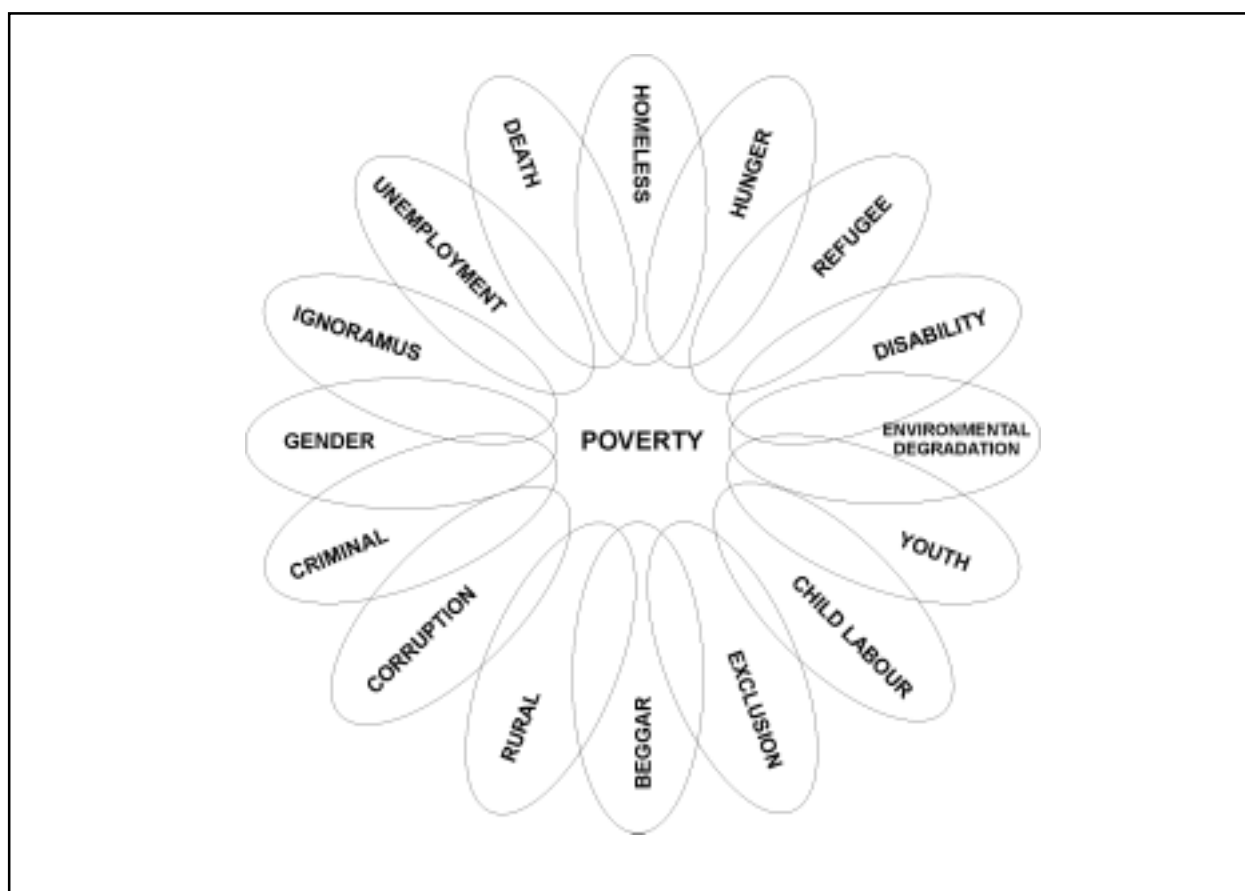 HOMELESS
HUNGER
REFUGEE
DISABILITY
ENVIRONMENTAL
DEGRADATION
YOUTH
CHILD LABOUR
EXCLUSION
BEGGAR
RURAL
CORRUPTION
CRIMINAL
GENDER
IGNORAMUS
UNEMPLOYMENT
DEATH
POVERTY